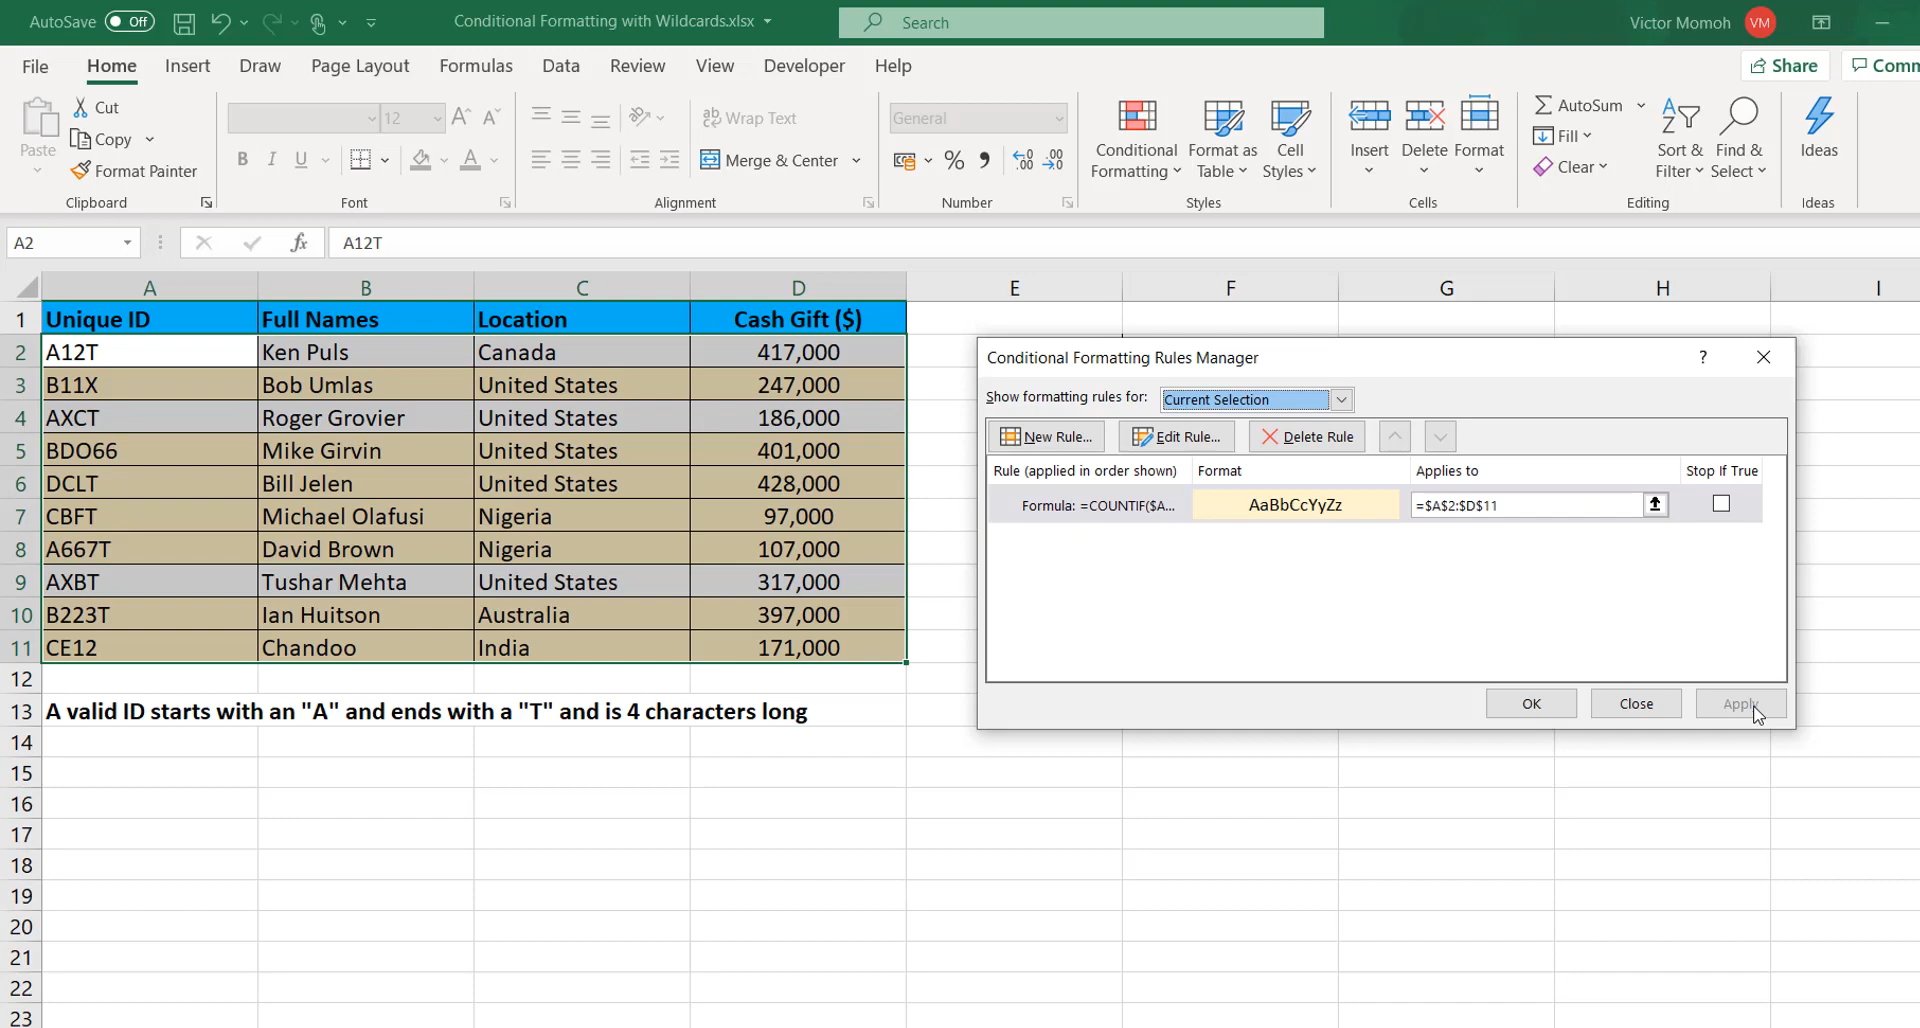 AutoSave Off Conditional Formatting with Wildcards.xlsx Search Victor Momoh VM
File Home Insert Draw Page Layout Formulas Data Review View Developer Help Share Comm
Paste
Cut
Copy
Format Painter
Clipboard
12
B I U A
Font
ab Wrap Text
Merge & Center
Alignment
General
% , .00
Number
Conditional Formatting
Format as Table
Cell Styles
Styles
Insert
Delete
Format
Cells
AutoSum
Fill
Clear
Sort & Filter
Find & Select
Editing
Ideas
Ideas
A2 fx A12T
A B C D E F G H I
1 Unique ID Full Names Location Cash Gift ($)
2 A12T Ken Puls Canada 417,000
3 B11X Bob Umlas United States 247,000
4 AXCT Roger Grovier United States 186,000
5 BDO66 Mike Girvin United States 401,000
6 DCLT Bill Jelen United States 428,000
7 CBFT Michael Olafusi Nigeria 97,000
8 A667T David Brown Nigeria 107,000
9 AXBT Tushar Mehta United States 317,000
10 B223T Ian Huitson Australia 397,000
11 CE12 Chandoo India 171,000
12
13 A valid ID starts with an "A" and ends with a "T" and is 4 characters long
14
15
16
17
18
19
20
21
22
23
Conditional Formatting Rules Manager ?
Show formatting rules for: Current Selection
New Rule... Edit Rule... Delete Rule
Rule (applied in order shown) Format Applies to Stop If True
Formula: =COUNTIF($A... AaBbCcYyZz =$A$2:$D$11
OK Close Apply